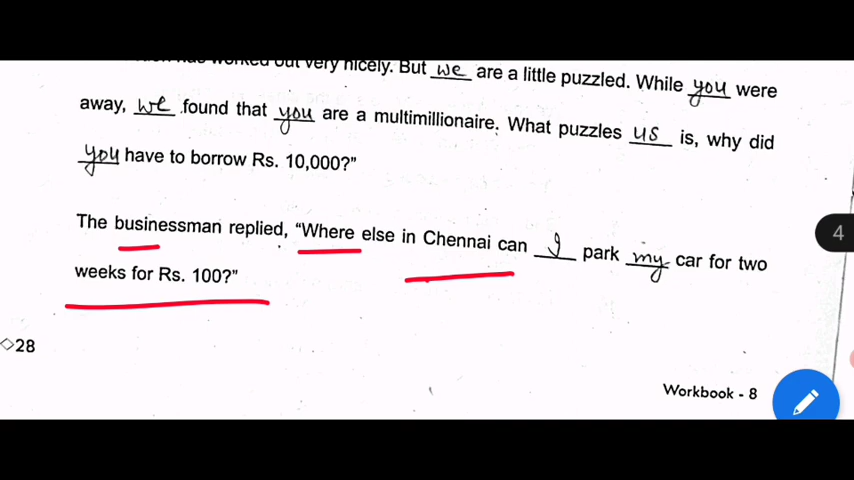 has worked out very nicely. But we are a little puzzled. While you were
away, we found that you are a multimillionaire. What puzzles us is, why did
you have to borrow Rs. 10,000?”
The businessman replied, “Where else in Chennai can I park my car for two
weeks for Rs. 100?”
4
28
Workbook - 8